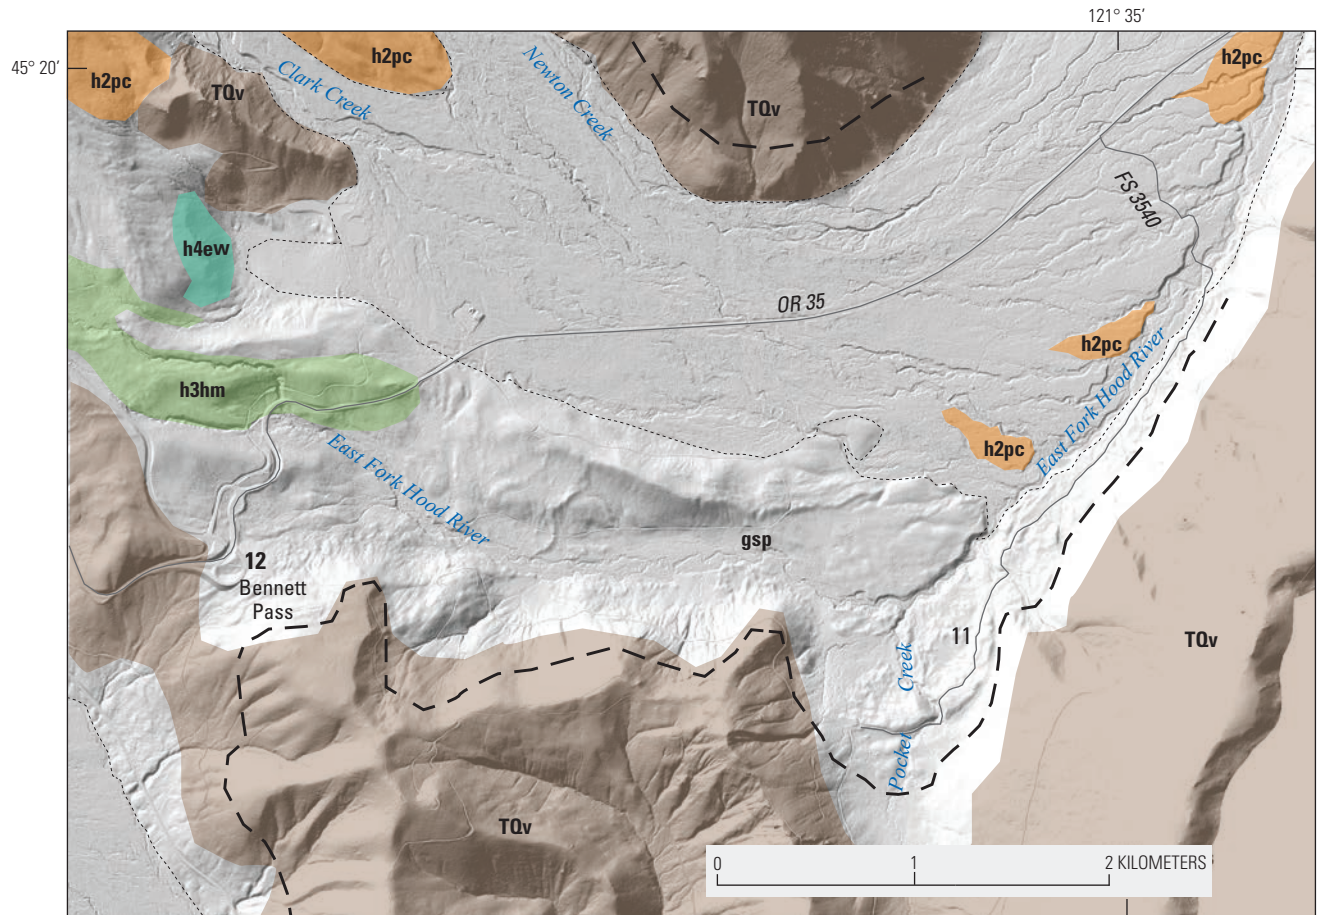 121° 35′
45° 20′
h2pc
h2pc
h2pc
Clark Creek
Newton Creek
TQv
TQv
FS 3540
h4ew
OR 35
h2pc
h3hm
East Fork Hood River
h2pc
East Fork Hood River
gsp
12
Bennett
Pass
11
TQv
Pocket Creek
TQv
0 1 2 KILOMETERS